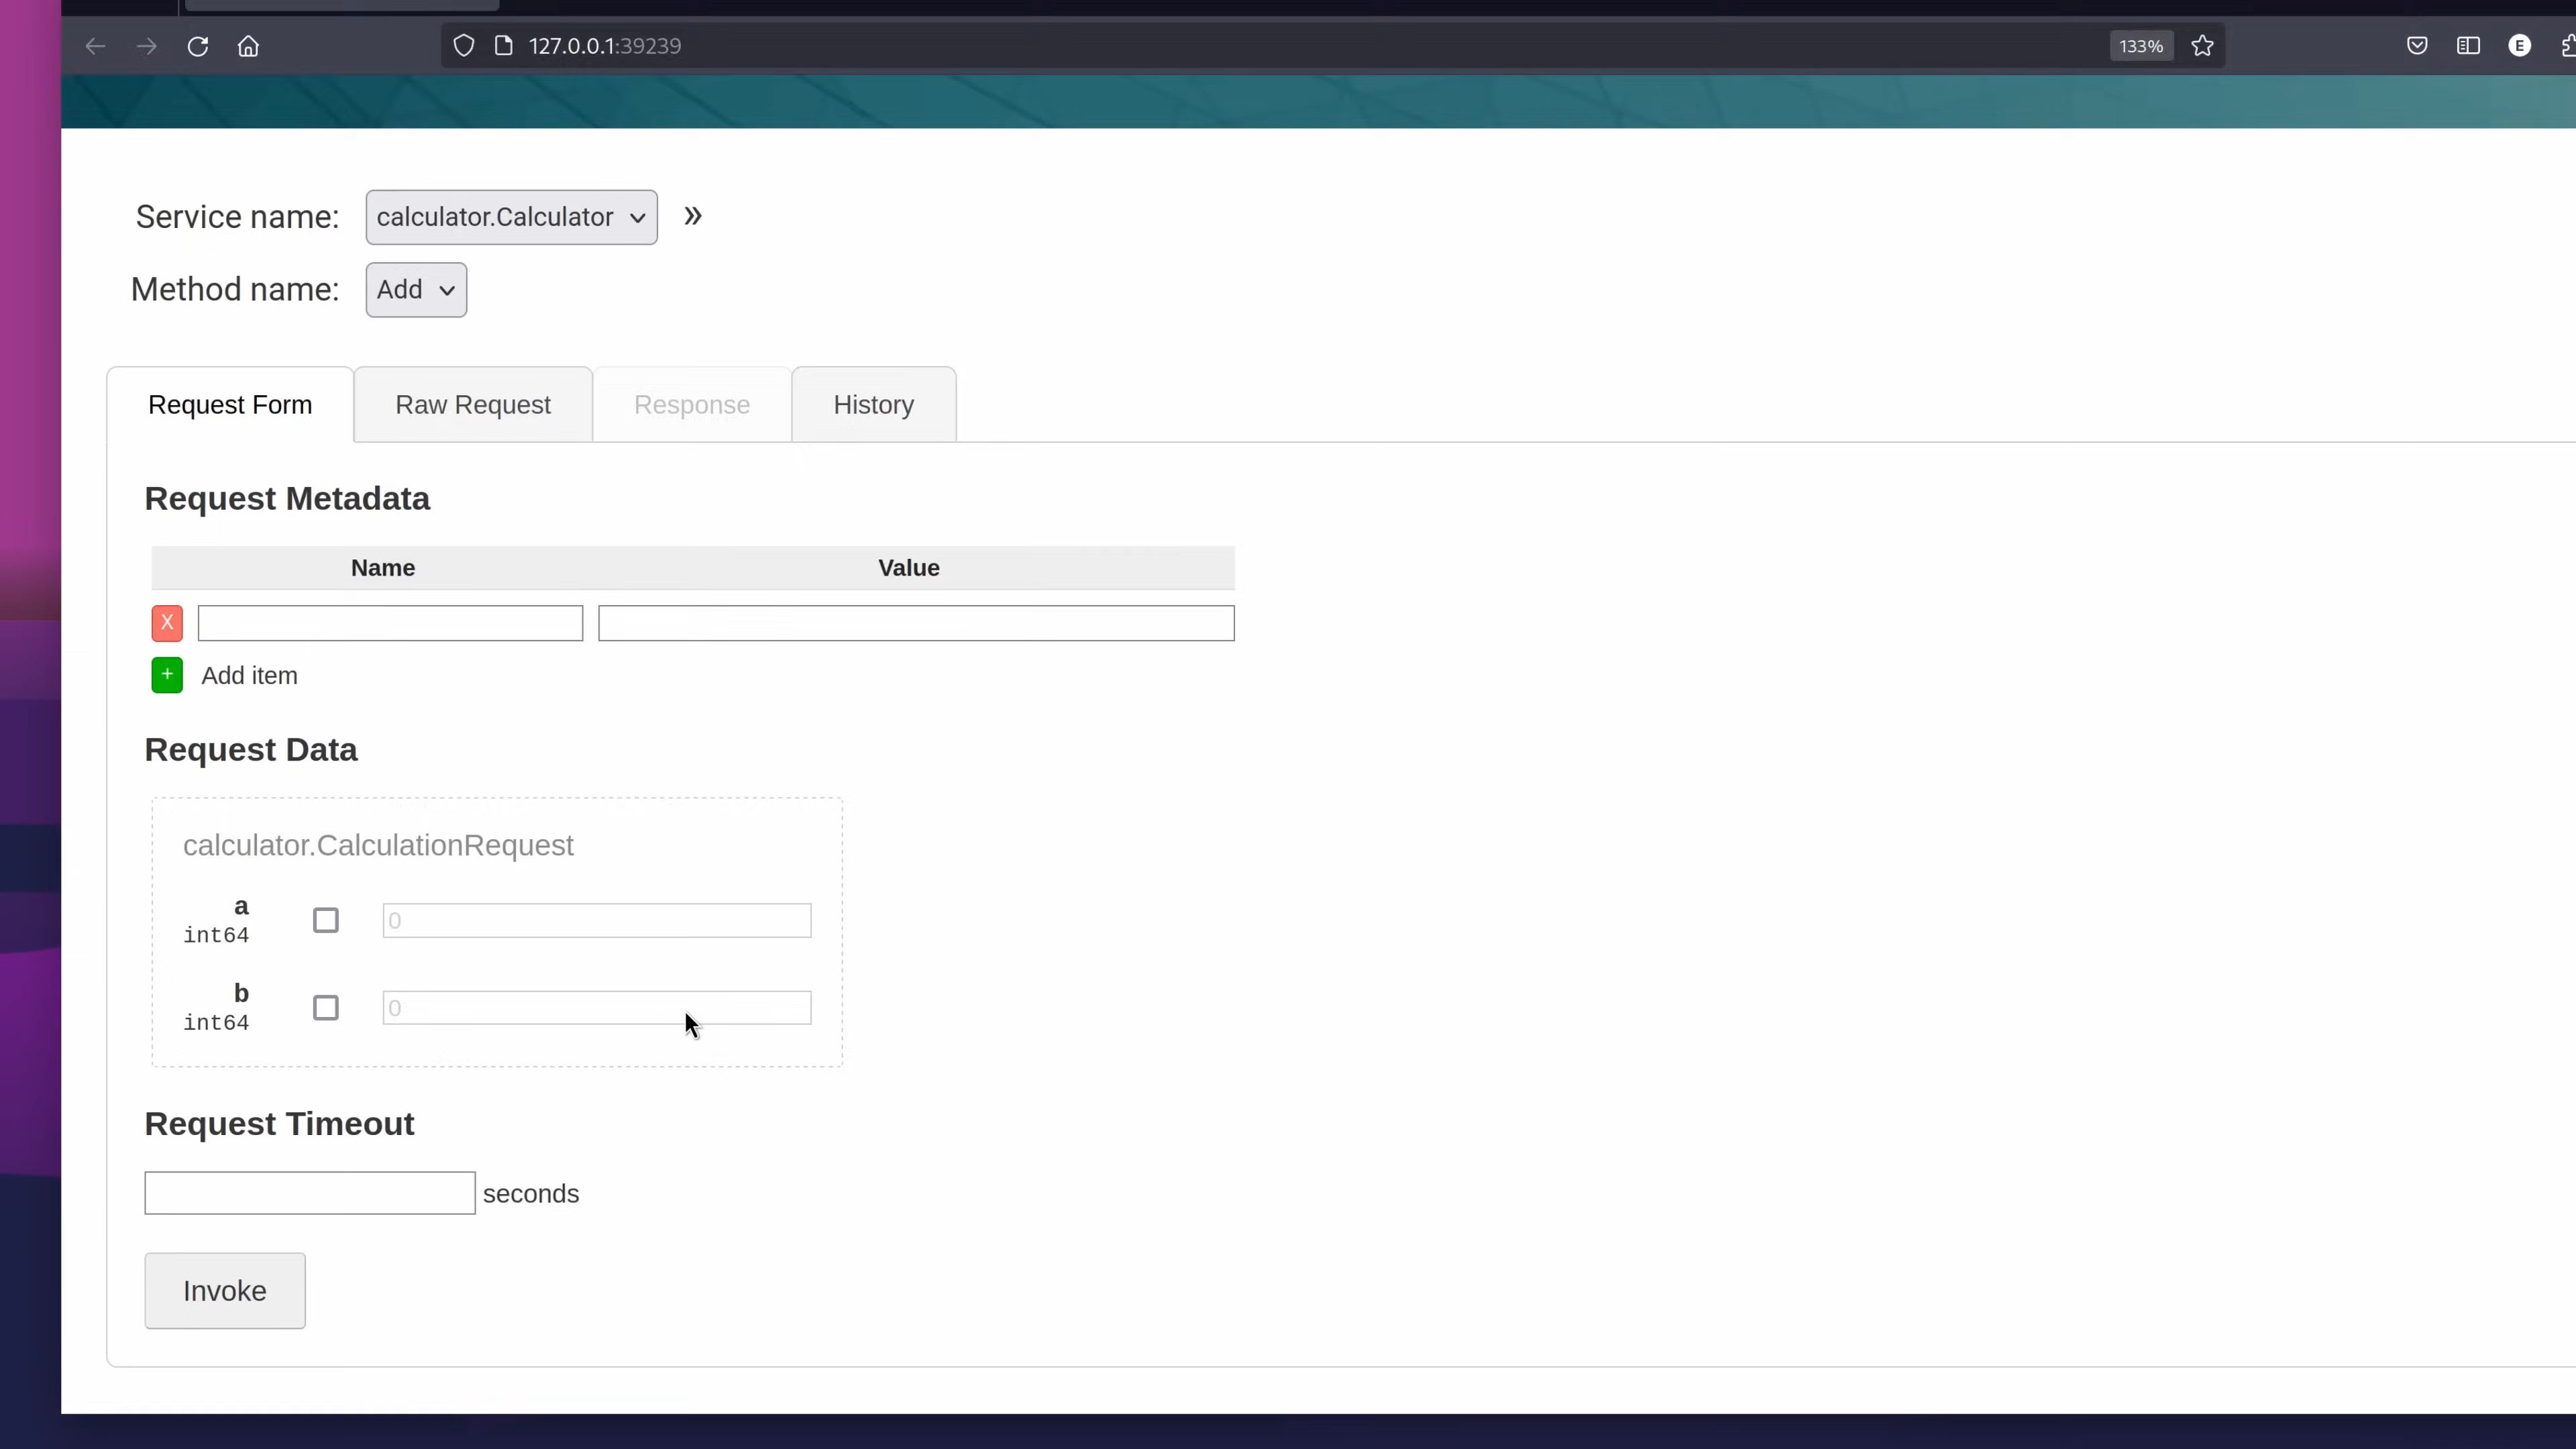 127.0.0.1:39239
133%
E
Service name: calculator.Calculator »
Method name: Add
Request Form Raw Request Response History
Request Metadata
Name Value
X
+ Add item
Request Data
calculator.CalculationRequest
a
int64
0
b
int64
0
Request Timeout
seconds
Invoke